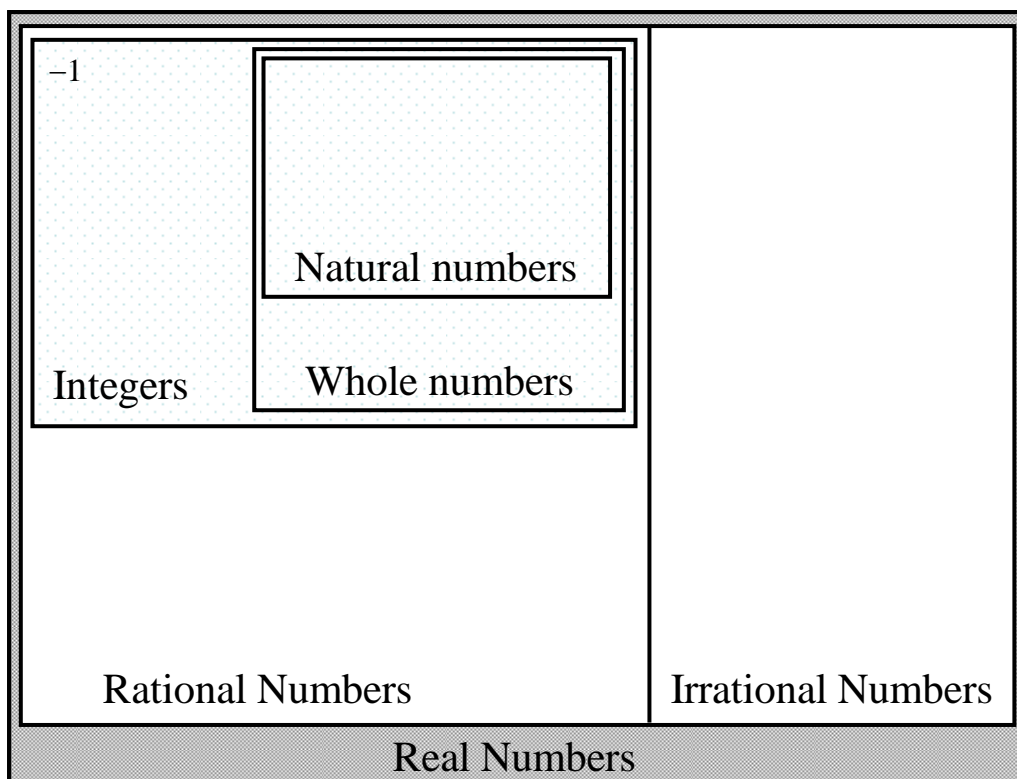 –1
Natural numbers
Whole numbers
Integers
Rational Numbers
Irrational Numbers
Real Numbers